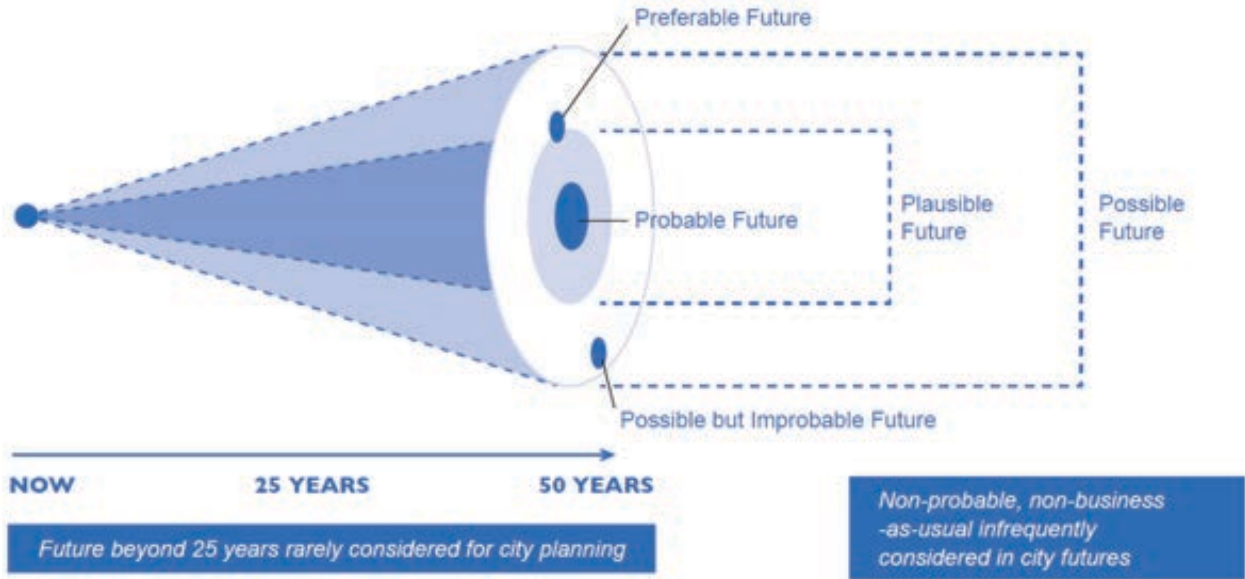 Preferable Future
Probable Future
Plausible
Future
Possible
Future
Possible but Improbable Future
NOW 25 YEARS 50 YEARS
Future beyond 25 years rarely considered for city planning
Non-probable, non-business
-as-usual infrequently
considered in city futures